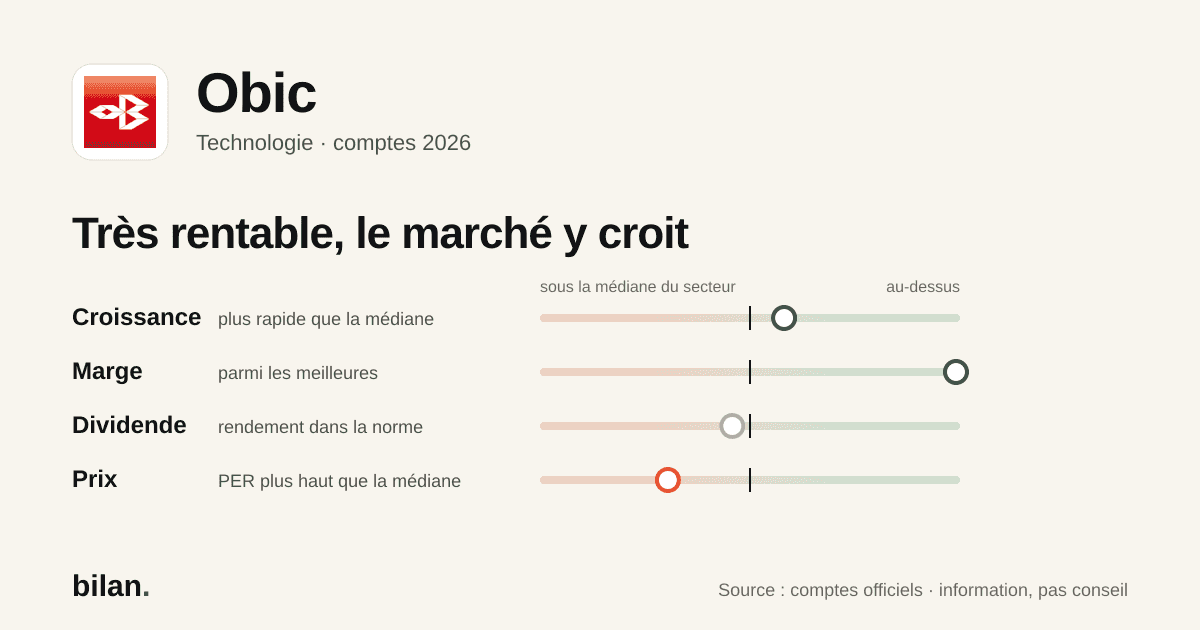 Obic
Technologie · comptes 2026
Très rentable, le marché y croit
sous la médiane du secteur au-dessus
Croissance plus rapide que la médiane
Marge parmi les meilleures
Dividende rendement dans la norme
Prix PER plus haut que la médiane
bilan.
Source : comptes officiels · information, pas conseil